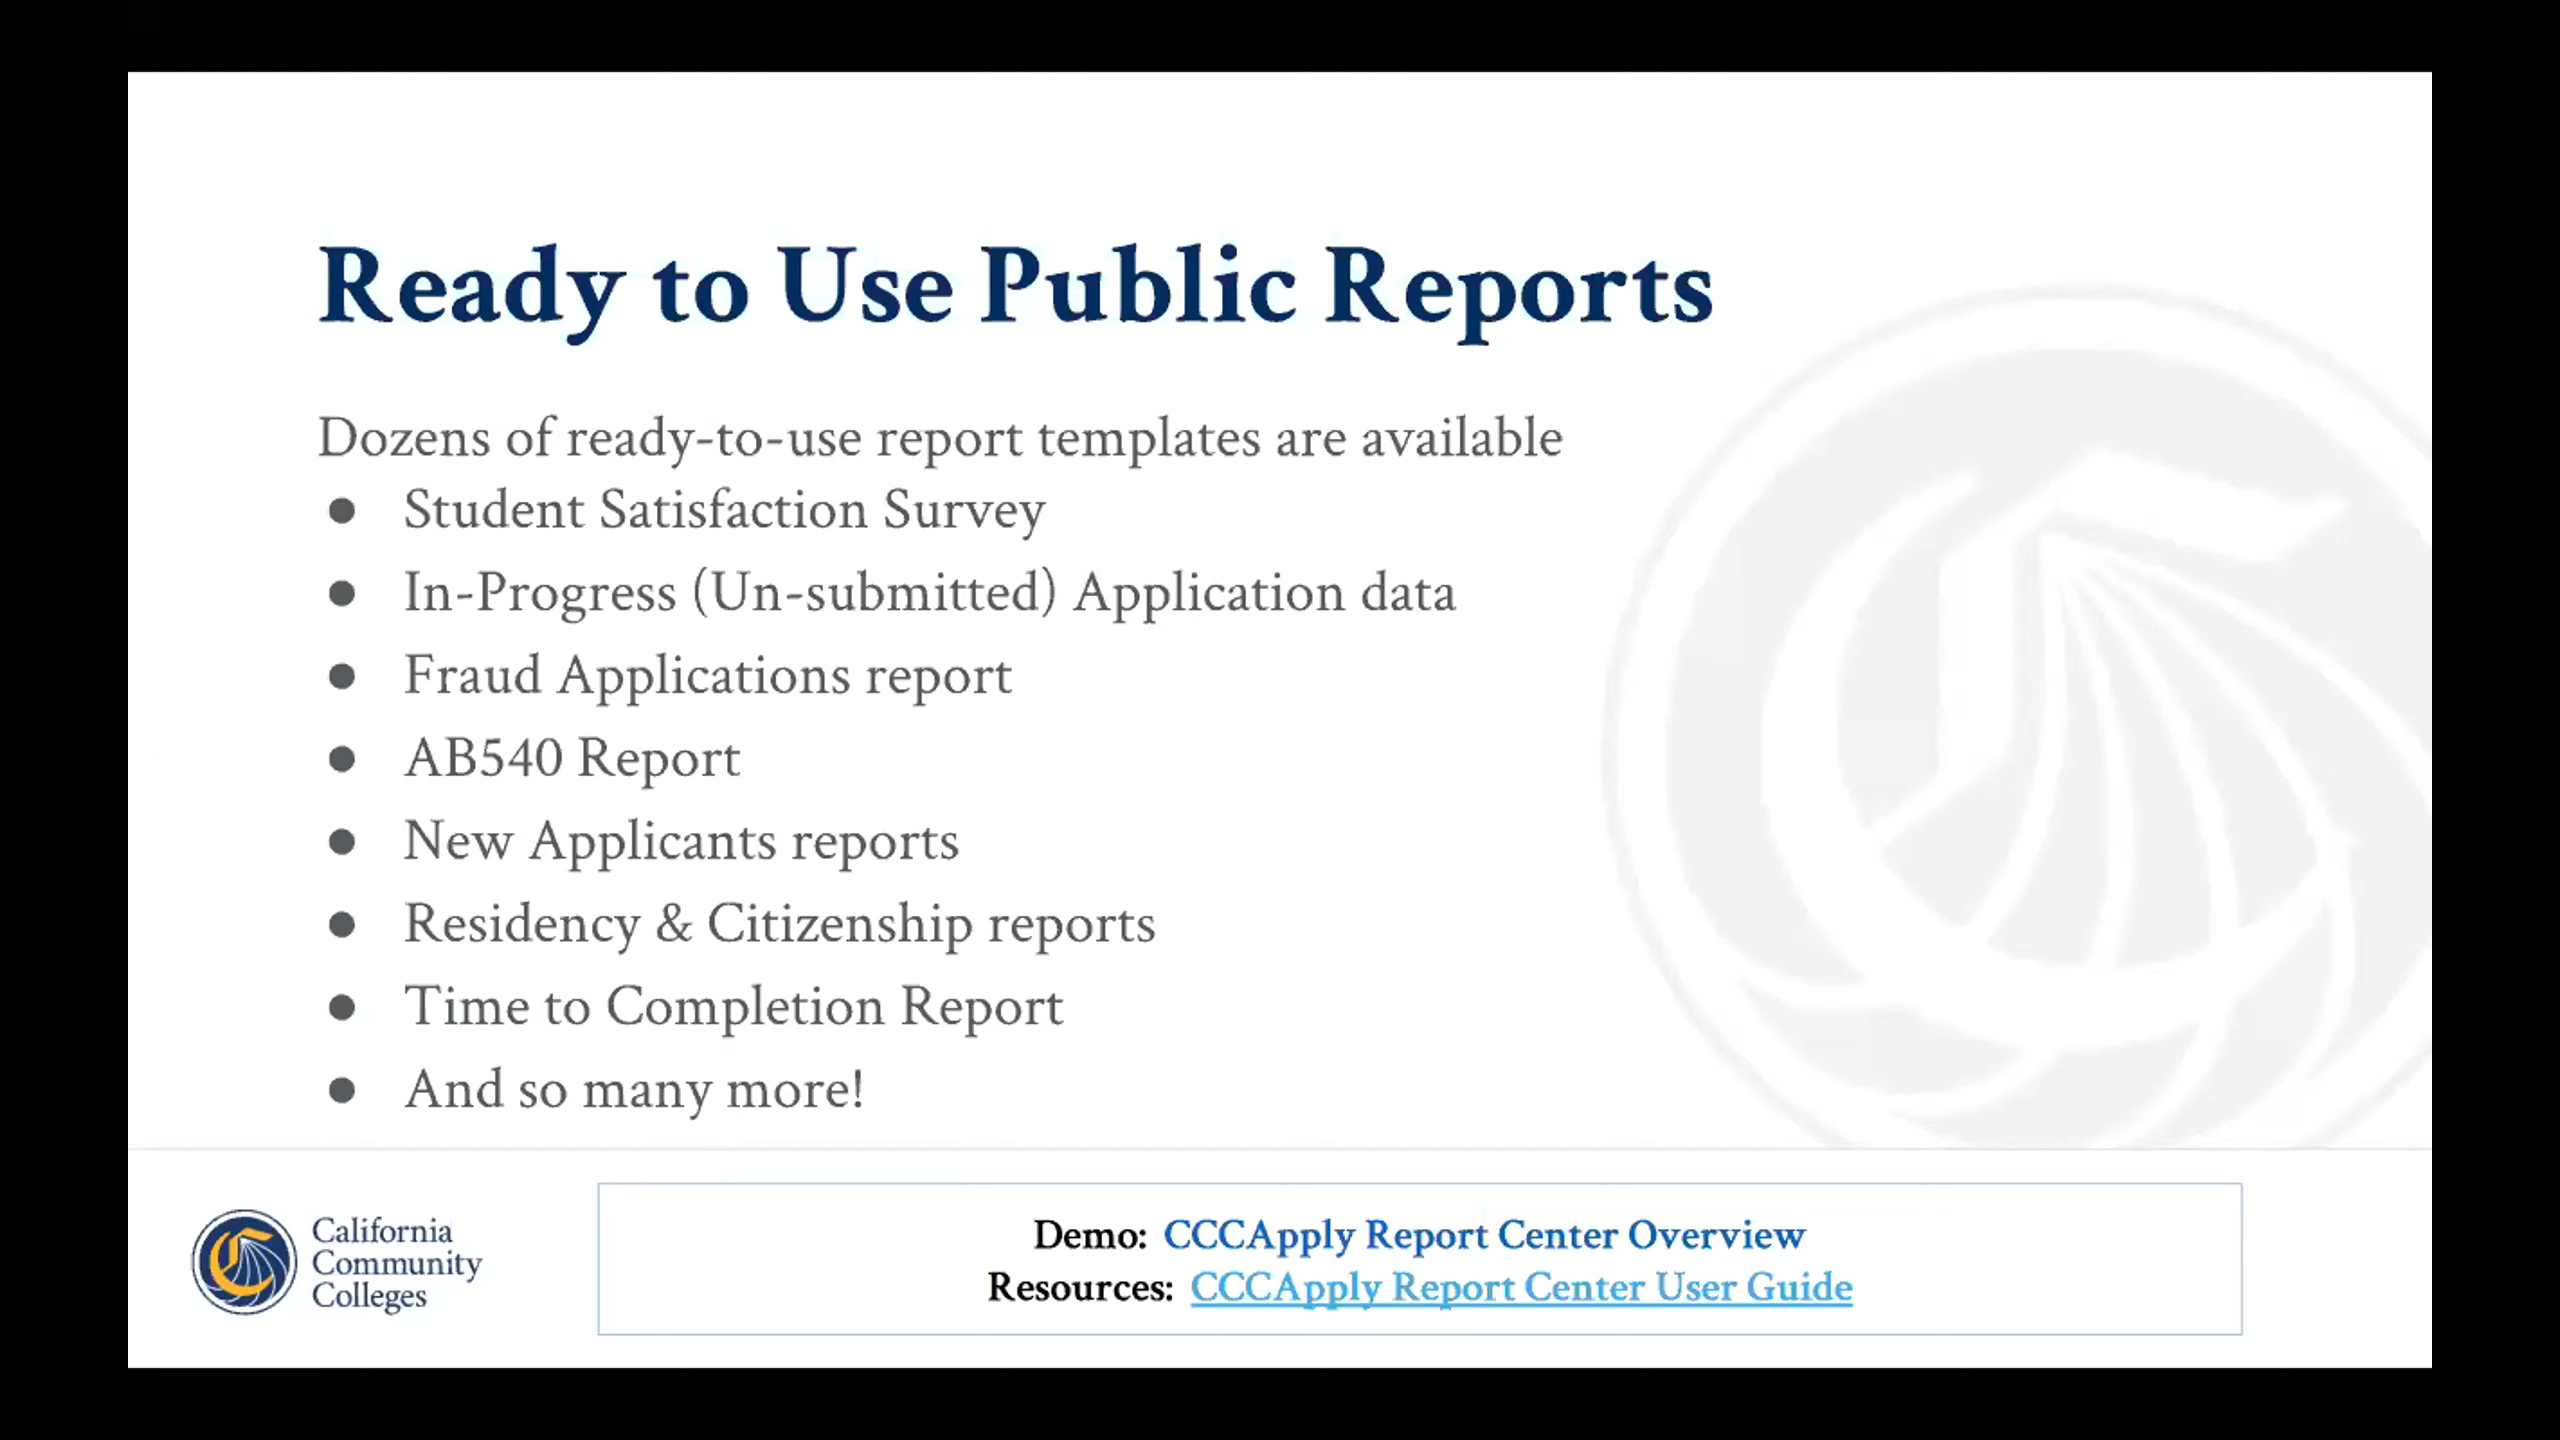 Ready to Use Public Reports
Dozens of ready-to-use report templates are available
● Student Satisfaction Survey
● In-Progress (Un-submitted) Application data
● Fraud Applications report
● AB540 Report
● New Applicants reports
● Residency & Citizenship reports
● Time to Completion Report
● And so many more!
California
Community
Colleges
Demo: CCCApply Report Center Overview
Resources: CCCApply Report Center User Guide